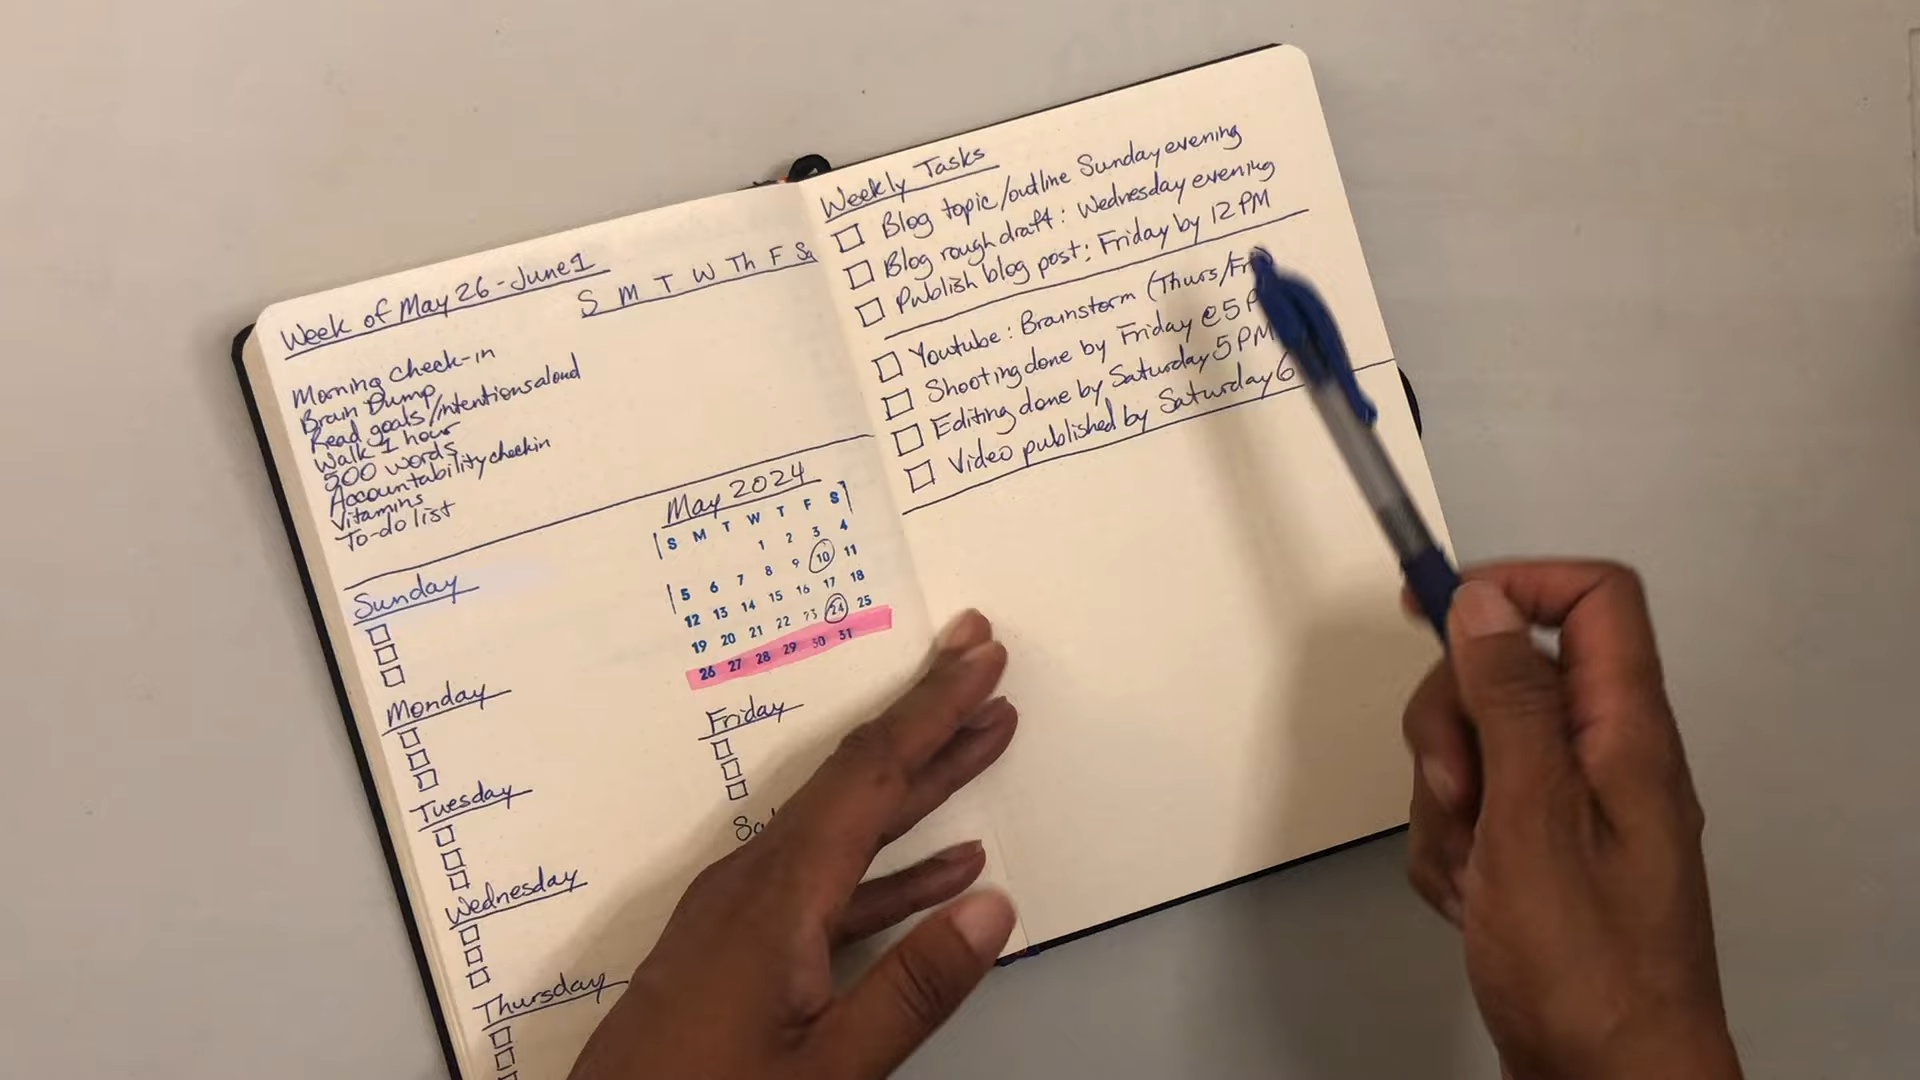 Week of May 26 - June 1
S M T W Th F Sa
Morning check-in
Brain Dump
Read goals/intentions aloud
Walk 1 hour
500 words
Accountability checkin
Vitamins
To-do list
May 2024
S M T W T F S
1 2 3 4
5 6 7 8 9 10 11
12 13 14 15 16 17 18
19 20 21 22 23 24 25
26 27 28 29 30 31
Sunday
Monday
Tuesday
Wednesday
Thursday
Friday
Weekly Tasks
Blog topic/outline Sunday evening
Blog rough draft: Wednesday evening
Publish blog post: Friday by 12 PM
Youtube: Brainstorm (Thurs/Fri
Shooting done by Friday @ 5 P
Editing done by Saturday 5 PM
Video published by Saturday 6